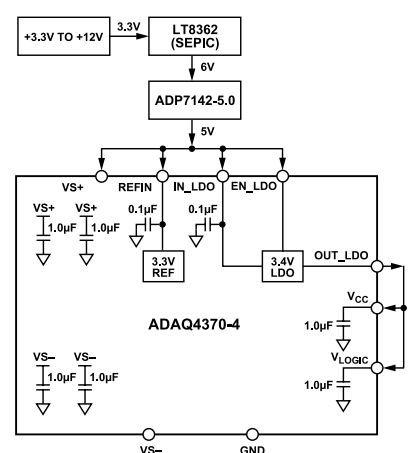 +3.3V TO +12V
3.3V
LT8362
(SEPIC)
6V
ADP7142-5.0
5V
VS+
REFIN
IN_LDO
EN_LDO
VS+
VS+
1.0µF
1.0µF
0.1µF
0.1µF
3.3V
REF
3.4V
LDO
OUT_LDO
VCC
1.0µF
ADAQ4370-4
VLOGIC
1.0µF
VS–
VS–
1.0µF
1.0µF
VS–
GND